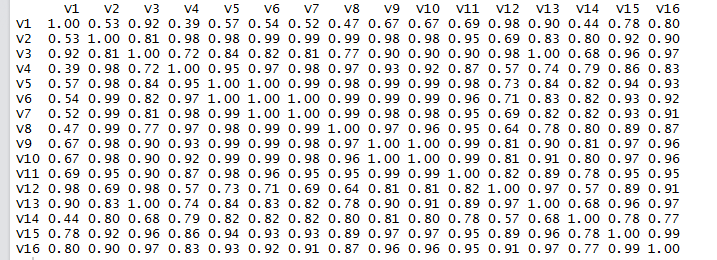 V1 V2 V3 V4 V5 V6 V7 V8 V9 V10 V11 V12 V13 V14 V15 V16
V1 1.00 0.53 0.92 0.39 0.57 0.54 0.52 0.47 0.67 0.67 0.69 0.98 0.90 0.44 0.78 0.80
V2 0.53 1.00 0.81 0.98 0.98 0.99 0.99 0.99 0.98 0.98 0.95 0.69 0.83 0.80 0.92 0.90
V3 0.92 0.81 1.00 0.72 0.84 0.82 0.81 0.77 0.90 0.90 0.90 0.98 1.00 0.68 0.96 0.97
V4 0.39 0.98 0.72 1.00 0.95 0.97 0.98 0.97 0.93 0.92 0.87 0.57 0.74 0.79 0.86 0.83
V5 0.57 0.98 0.84 0.95 1.00 1.00 0.99 0.98 0.99 0.99 0.98 0.73 0.84 0.82 0.94 0.93
V6 0.54 0.99 0.82 0.97 1.00 1.00 1.00 0.99 0.99 0.99 0.96 0.71 0.83 0.82 0.93 0.92
V7 0.52 0.99 0.81 0.98 0.99 1.00 1.00 0.99 0.98 0.98 0.95 0.69 0.82 0.82 0.93 0.91
V8 0.47 0.99 0.77 0.97 0.98 0.99 0.99 1.00 0.97 0.96 0.95 0.64 0.78 0.80 0.89 0.87
V9 0.67 0.98 0.90 0.93 0.99 0.99 0.98 0.97 1.00 1.00 0.99 0.81 0.90 0.81 0.97 0.96
V10 0.67 0.98 0.90 0.92 0.99 0.99 0.98 0.96 1.00 1.00 0.99 0.81 0.91 0.80 0.97 0.96
V11 0.69 0.95 0.90 0.87 0.98 0.96 0.95 0.95 0.99 0.99 1.00 0.82 0.89 0.78 0.95 0.95
V12 0.98 0.69 0.98 0.57 0.73 0.71 0.69 0.64 0.81 0.81 0.82 1.00 0.97 0.57 0.89 0.91
V13 0.90 0.83 1.00 0.74 0.84 0.83 0.82 0.78 0.90 0.91 0.89 0.97 1.00 0.68 0.96 0.97
V14 0.44 0.80 0.68 0.79 0.82 0.82 0.82 0.80 0.81 0.80 0.78 0.57 0.68 1.00 0.78 0.77
V15 0.78 0.92 0.96 0.86 0.94 0.93 0.93 0.89 0.97 0.97 0.95 0.89 0.96 0.78 1.00 0.99
V16 0.80 0.90 0.97 0.83 0.93 0.92 0.91 0.87 0.96 0.96 0.95 0.91 0.97 0.77 0.99 1.00